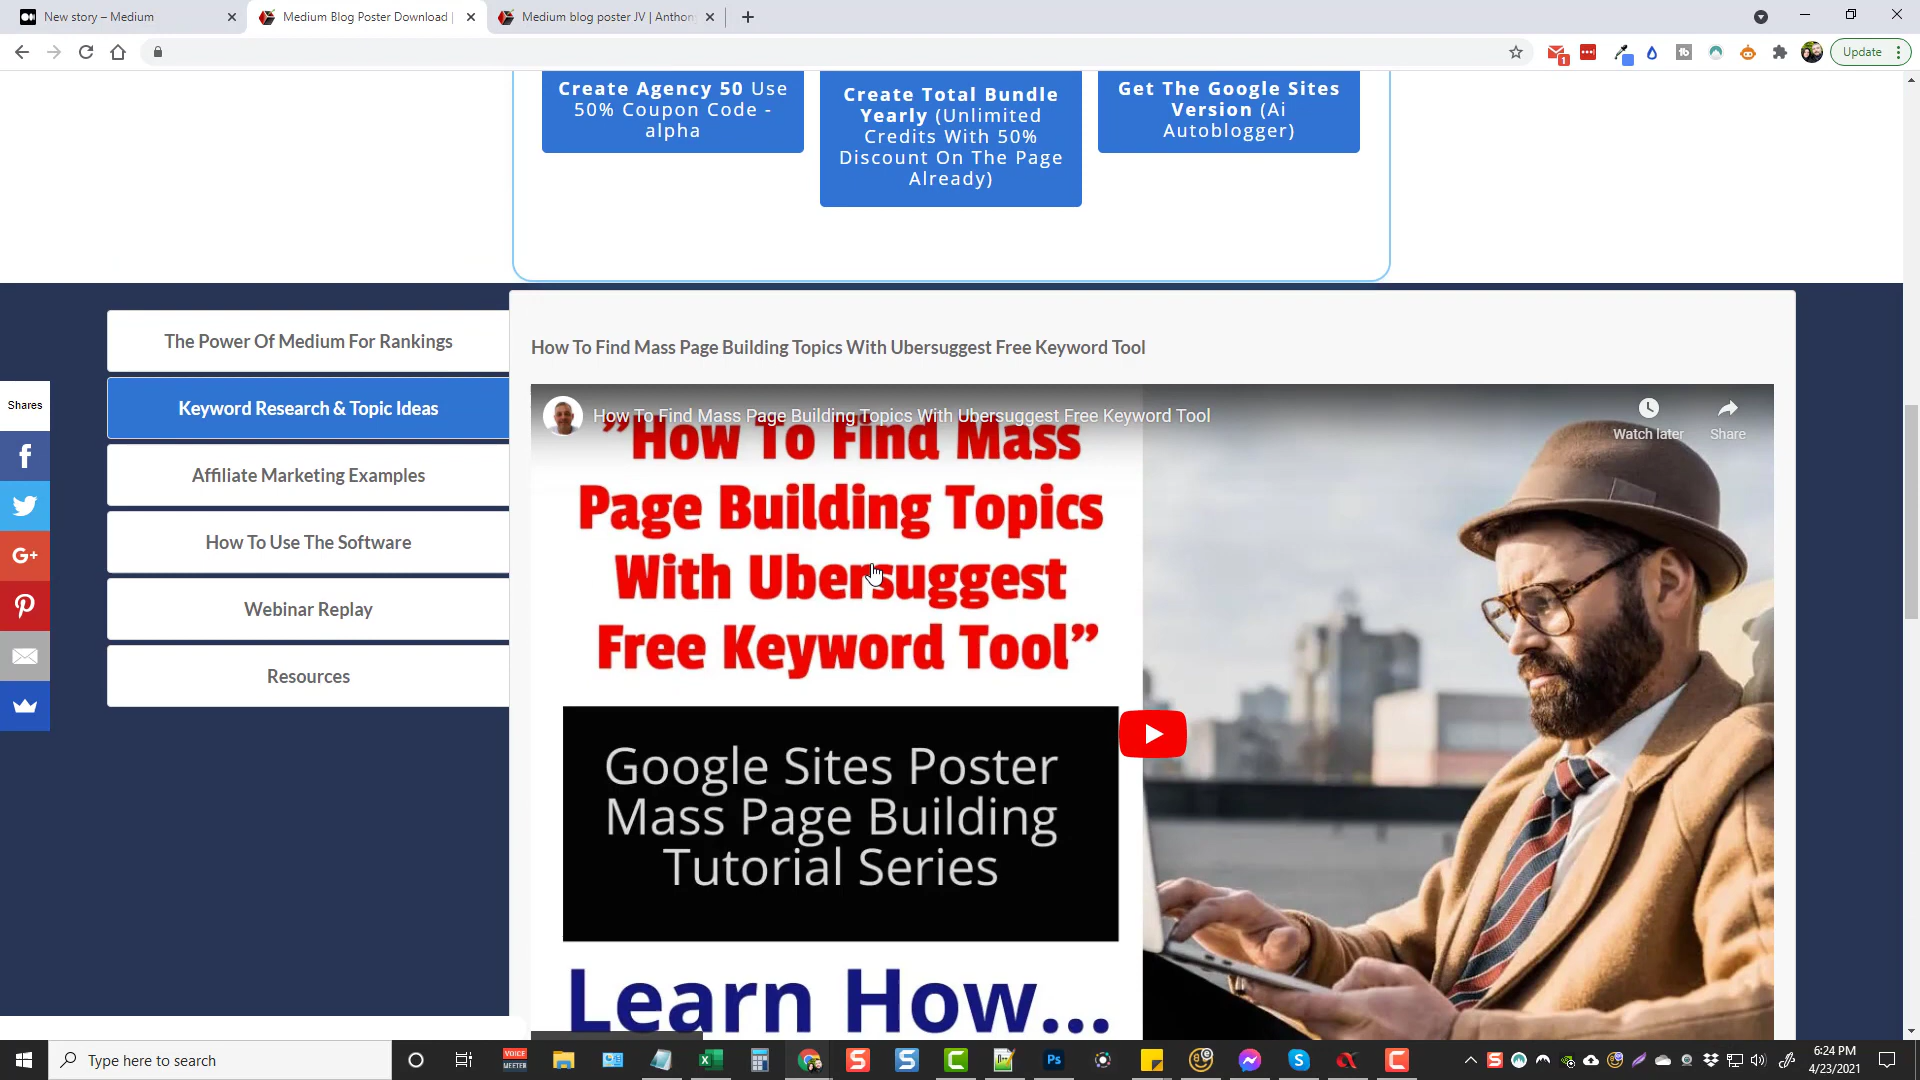 New story – Medium
Medium Blog Poster Download |
Medium blog poster JV | Anthon
Update
1
Create Agency 50 Use
50% Coupon Code -
alpha
Create Total Bundle
Yearly (Unlimited
Credits With 50%
Discount On The Page
Already)
Get The Google Sites
Version (Ai
Autoblogger)
The Power Of Medium For Rankings
Keyword Research & Topic Ideas
Affiliate Marketing Examples
How To Use The Software
Webinar Replay
Resources
Shares
How To Find Mass Page Building Topics With Ubersuggest Free Keyword Tool
How To Find Mass Page Building Topics With Ubersuggest Free Keyword Tool
Watch later
Share
"How To Find Mass
Page Building Topics
With Ubersuggest
Free Keyword Tool"
Google Sites Poster
Mass Page Building
Tutorial Series
Learn How...
Type here to search
VOICE
MEETER
Ps
6:24 PM
4/23/2021